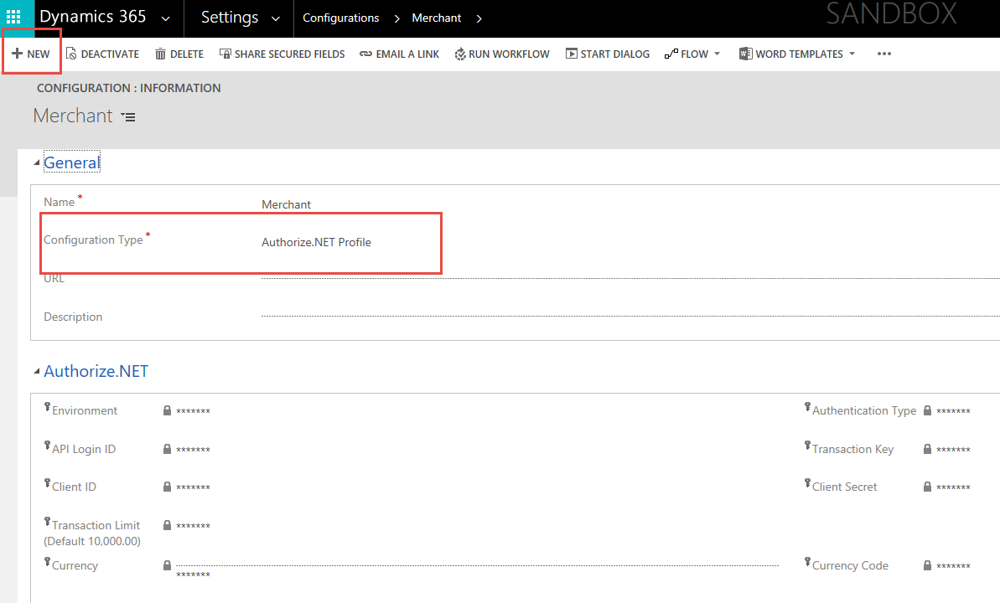 Dynamics 365 Settings Configurations Merchant SANDBOX
NEW DEACTIVATE DELETE SHARE SECURED FIELDS EMAIL A LINK RUN WORKFLOW START DIALOG FLOW WORD TEMPLATES
CONFIGURATION : INFORMATION
Merchant
General
Name * Merchant
Configuration Type * Authorize.NET Profile
URL
Description
Authorize.NET
Environment ******* Authentication Type *******
API Login ID ******* Transaction Key *******
Client ID ******* Client Secret *******
Transaction Limit *******
(Default 10,000.00)
Currency ******* Currency Code *******